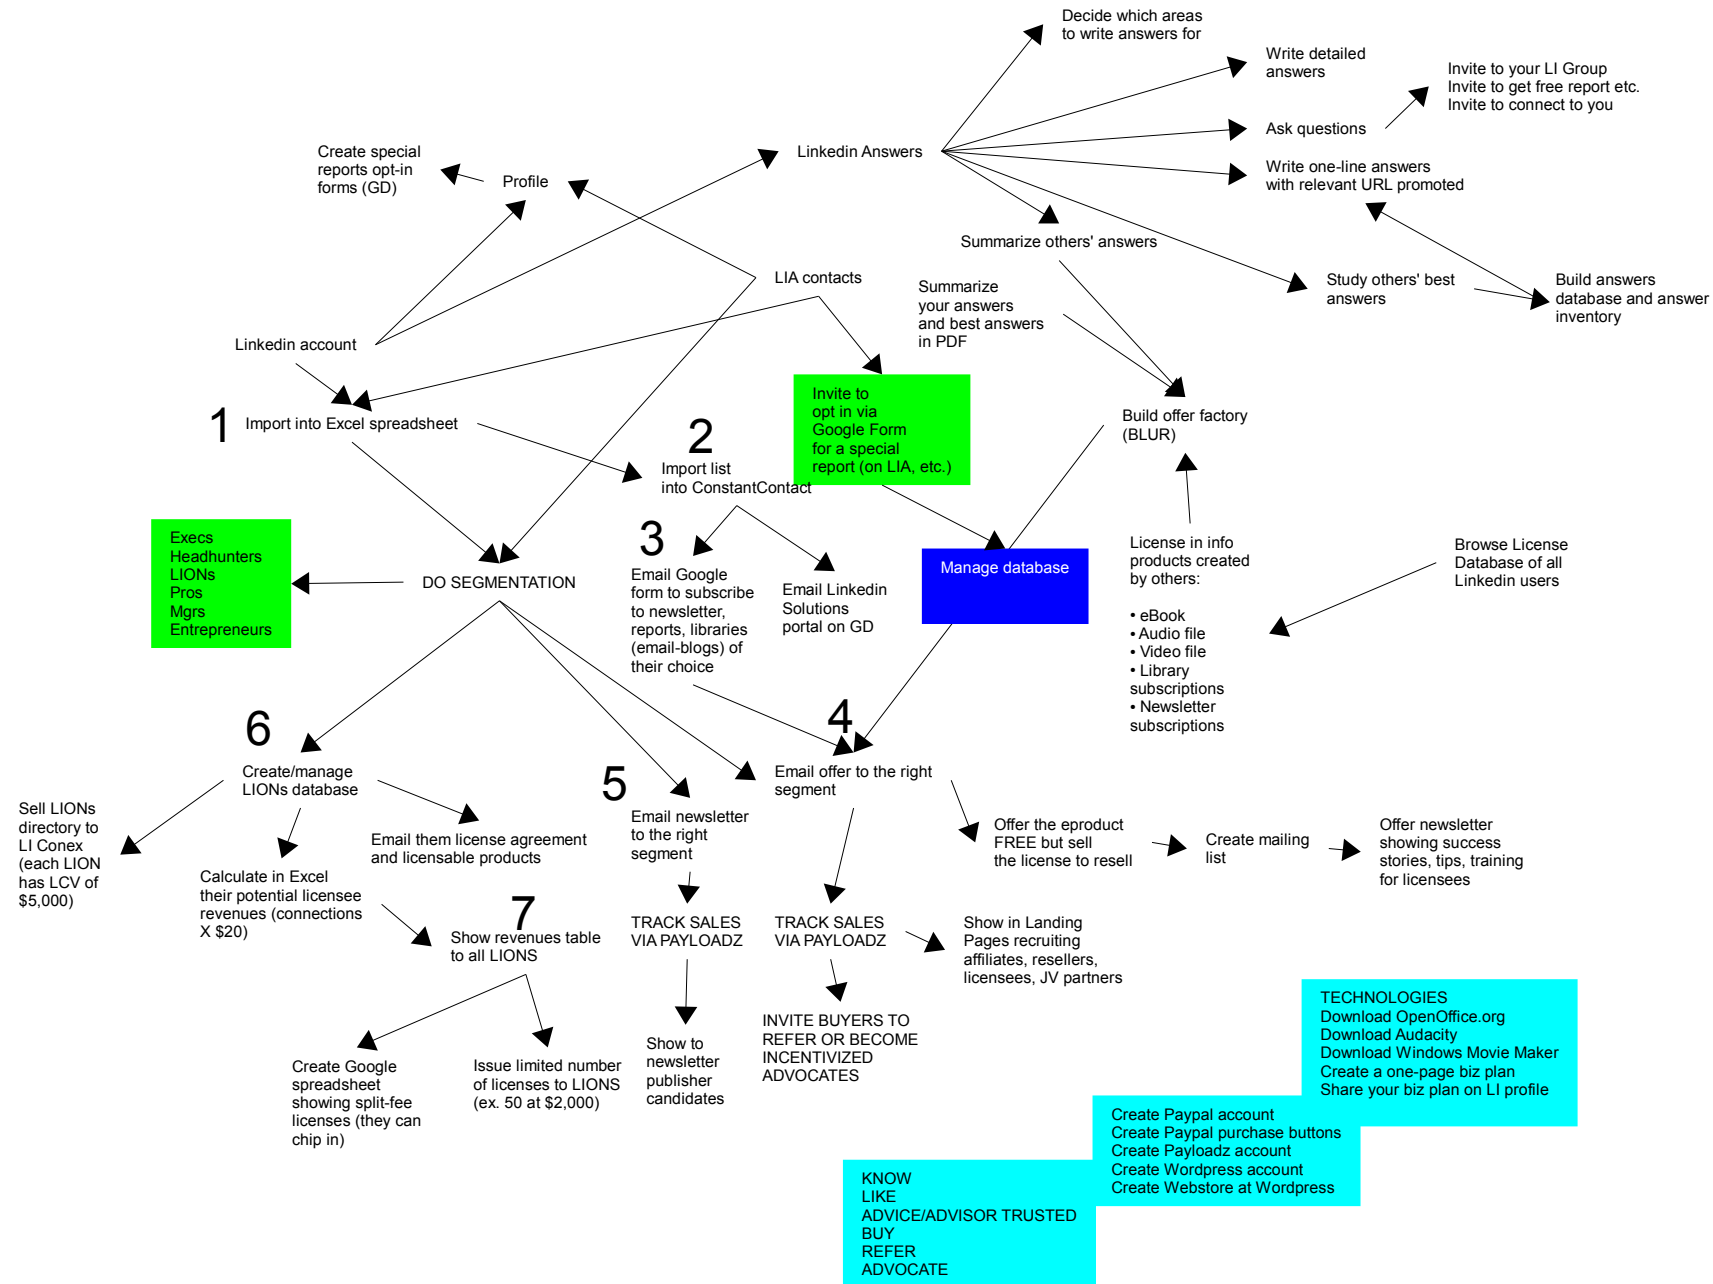 Decide which areas
to write answers for
Write detailed
answers
Invite to your LI Group
Invite to get free report etc.
Invite to connect to you
Ask questions
Linkedin Answers
Create special
reports opt-in
forms (GD)
Profile
Write one-line answers
with relevant URL promoted
Summarize others' answers
LIA contacts
Summarize
your answers
and best answers
in PDF
Study others' best
answers
Build answers
database and answer
inventory
Linkedin account
1
Import into Excel spreadsheet
2
Import list
into ConstantContact
Invite to
opt in via
Google Form
for a special
report (on LIA, etc.)
Build offer factory
(BLUR)
Execs
Headhunters
LIONs
Pros
Mgrs
Entrepreneurs
DO SEGMENTATION
3
Email Google
form to subscribe
to newsletter,
reports, libraries
(email-blogs) of
their choice
Email Linkedin
Solutions
portal on GD
Manage database
License in info
products created
by others:
• eBook
• Audio file
• Video file
• Library
subscriptions
• Newsletter
subscriptions
Browse License
Database of all
Linkedin users
6
Create/manage
LIONs database
5
Email newsletter
to the right
segment
4
Email offer to the right
segment
Sell LIONs
directory to
LI Conex
(each LION
has LCV of
$5,000)
Email them license agreement
and licensable products
Calculate in Excel
their potential licensee
revenues (connections
X $20)
7
Show revenues table
to all LIONS
Offer the eproduct
FREE but sell
the license to resell
Create mailing
list
Offer newsletter
showing success
stories, tips, training
for licensees
TRACK SALES
VIA PAYLOADZ
TRACK SALES
VIA PAYLOADZ
Show in Landing
Pages recruiting
affiliates, resellers,
licensees, JV partners
Create Google
spreadsheet
showing split-fee
licenses (they can
chip in)
Issue limited number
of licenses to LIONS
(ex. 50 at $2,000)
Show to
newsletter
publisher
candidates
INVITE BUYERS TO
REFER OR BECOME
INCENTIVIZED
ADVOCATES
TECHNOLOGIES
Download OpenOffice.org
Download Audacity
Download Windows Movie Maker
Create a one-page biz plan
Share your biz plan on LI profile
Create Paypal account
Create Paypal purchase buttons
Create Payloadz account
Create Wordpress account
Create Webstore at Wordpress
KNOW
LIKE
ADVICE/ADVISOR TRUSTED
BUY
REFER
ADVOCATE